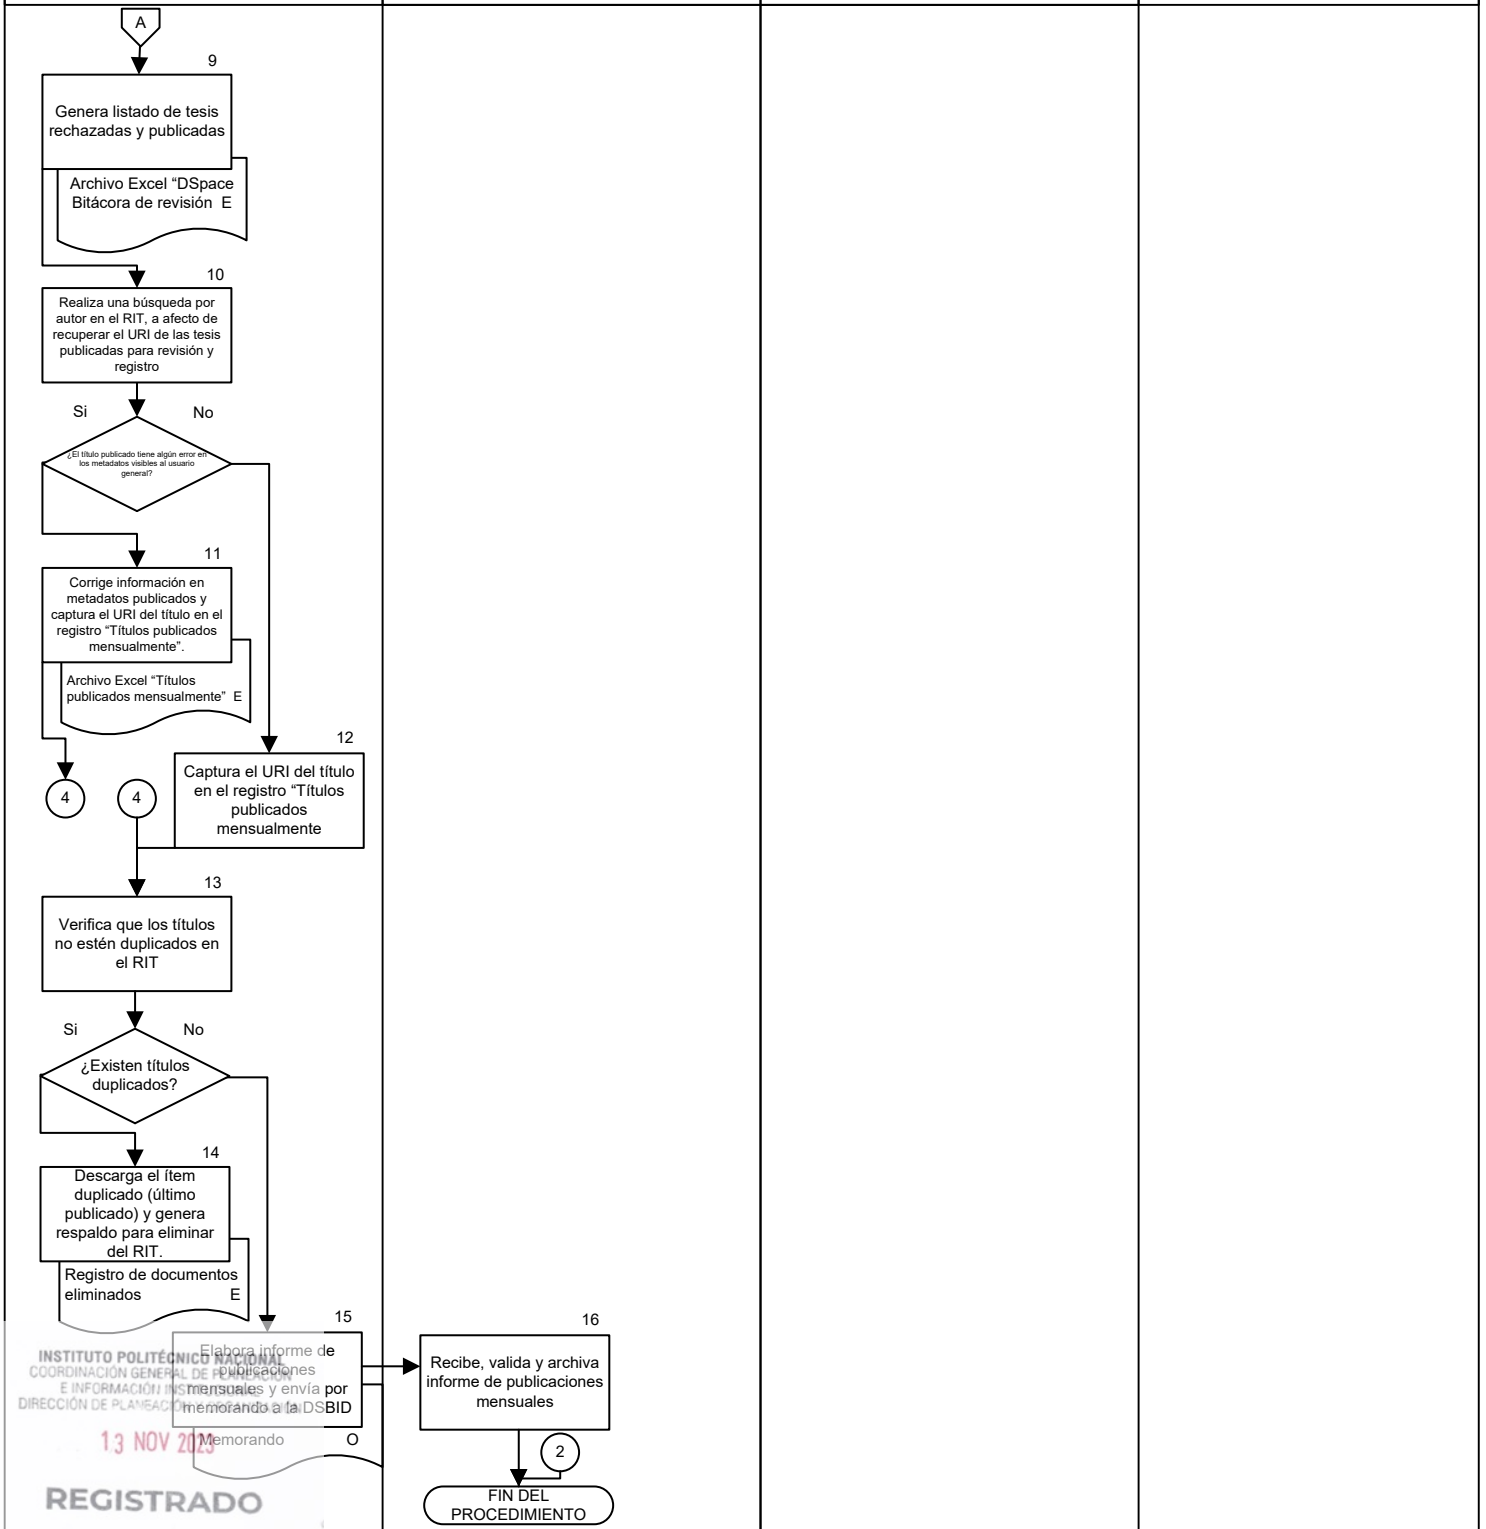 A
9
Genera listado de tesis
rechazadas y publicadas
Archivo Excel “DSpace
Bitácora de revisión E
10
Realiza una búsqueda por
autor en el RIT, a afecto de
recuperar el URI de las tesis
publicadas para revisión y
registro
Si
No
¿El título publicado tiene algún error en
los metadatos visibles al usuario
general?
11
Corrige información en
metadatos publicados y
captura el URI del título en el
registro “Títulos publicados
mensualmente”.
Archivo Excel “Títulos
publicados mensualmente” E
12
Captura el URI del título
en el registro “Títulos
publicados
mensualmente
4
4
13
Verifica que los títulos
no estén duplicados en
el RIT
Si
No
¿Existen títulos
duplicados?
14
Descarga el ítem
duplicado (último
publicado) y genera
respaldo para eliminar
del RIT.
Registro de documentos
eliminados E
15
Elabora informe de
publicaciones
mensuales y envía por
memorando a la DSBID
Memorando O
16
Recibe, valida y archiva
informe de publicaciones
mensuales
2
FIN DEL
PROCEDIMIENTO
INSTITUTO POLITÉCNICO NACIONAL
COORDINACIÓN GENERAL DE PLANEACIÓN
E INFORMACIÓN INSTITUCIONAL
DIRECCIÓN DE PLANEACIÓN Y ORGANIZACIÓN
13 NOV 2023
REGISTRADO